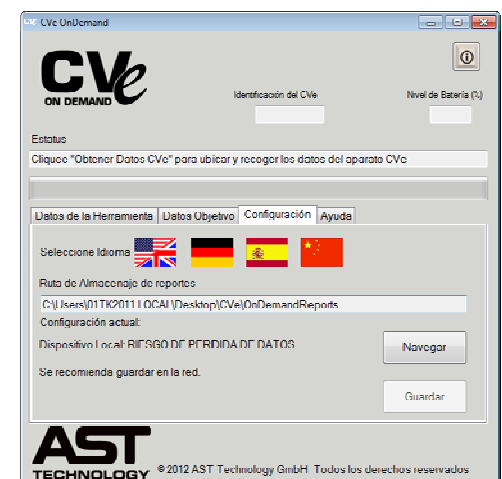 CVe OnDemand
CVe
ON DEMAND
Identificación del CVe
Nivel de Batería (%)
Estatus
Cliquee "Obtener Datos CVe" para ubicar y recoger los datos del aparato CVe
Datos de la Herramienta
Datos Objetivo
Configuración
Ayuda
Seleccione Idioma
Ruta de Almacenaje de reportes
C:\Users\01TK2011.LOCAL\Desktop\CVe\OnDemandReports
Configuración actual:
Dispositivo Local: RIESGO DE PERDIDA DE DATOS
Navegar
Se recomienda guardar en la red.
Guardar
AST
TECHNOLOGY
© 2012 AST Technology GmbH Todos los derechos reservados